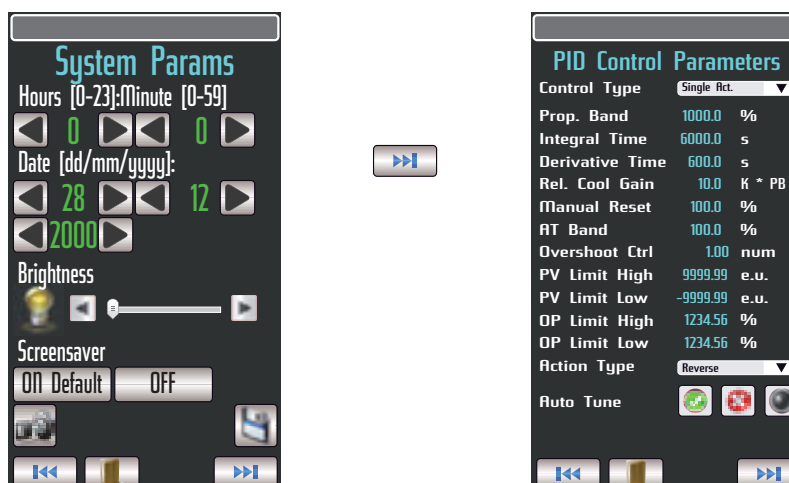 System Params
Hours [0-23]:Minute [0-59]
0 0
Date [dd/mm/yyyy]:
28 12
2000
Brightness
Screensaver
ON Default OFF
PID Control Parameters
Control Type Single Act.
Prop. Band 1000.0 %
Integral Time 6000.0 s
Derivative Time 600.0 s
Rel. Cool Gain 10.0 K * PB
Manual Reset 100.0 %
AT Band 100.0 %
Overshoot Ctrl 1.00 num
PV Limit High 9999.99 e.u.
PV Limit Low -9999.99 e.u.
OP Limit High 1234.56 %
OP Limit Low 1234.56 %
Action Type Reverse
Auto Tune